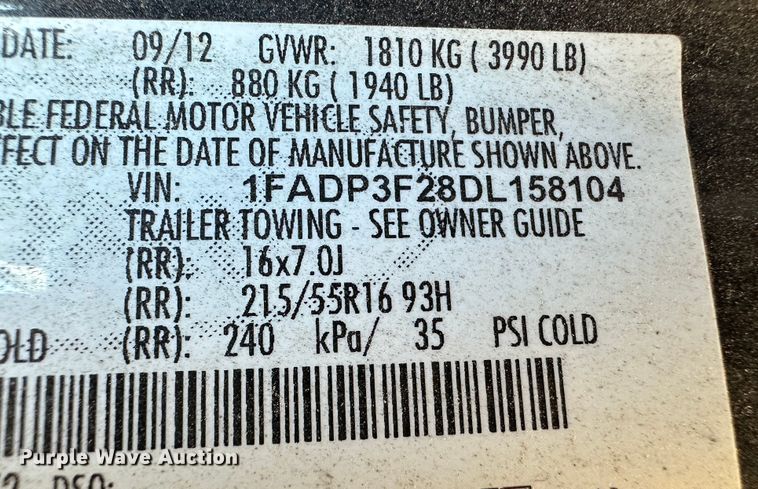 DATE: 09/12 GVWR: 1810 KG ( 3990 LB)
(RR): 880 KG ( 1940 LB)
BLE FEDERAL MOTOR VEHICLE SAFETY, BUMPER,
FFECT ON THE DATE OF MANUFACTURE SHOWN ABOVE.
VIN: 1FADP3F28DL158104
TRAILER TOWING - SEE OWNER GUIDE
(RR): 16x7.0J
(RR): 215/55R16 93H
OLD (RR): 240 kPa/ 35 PSI COLD
Purple Wave Auction
DSO: